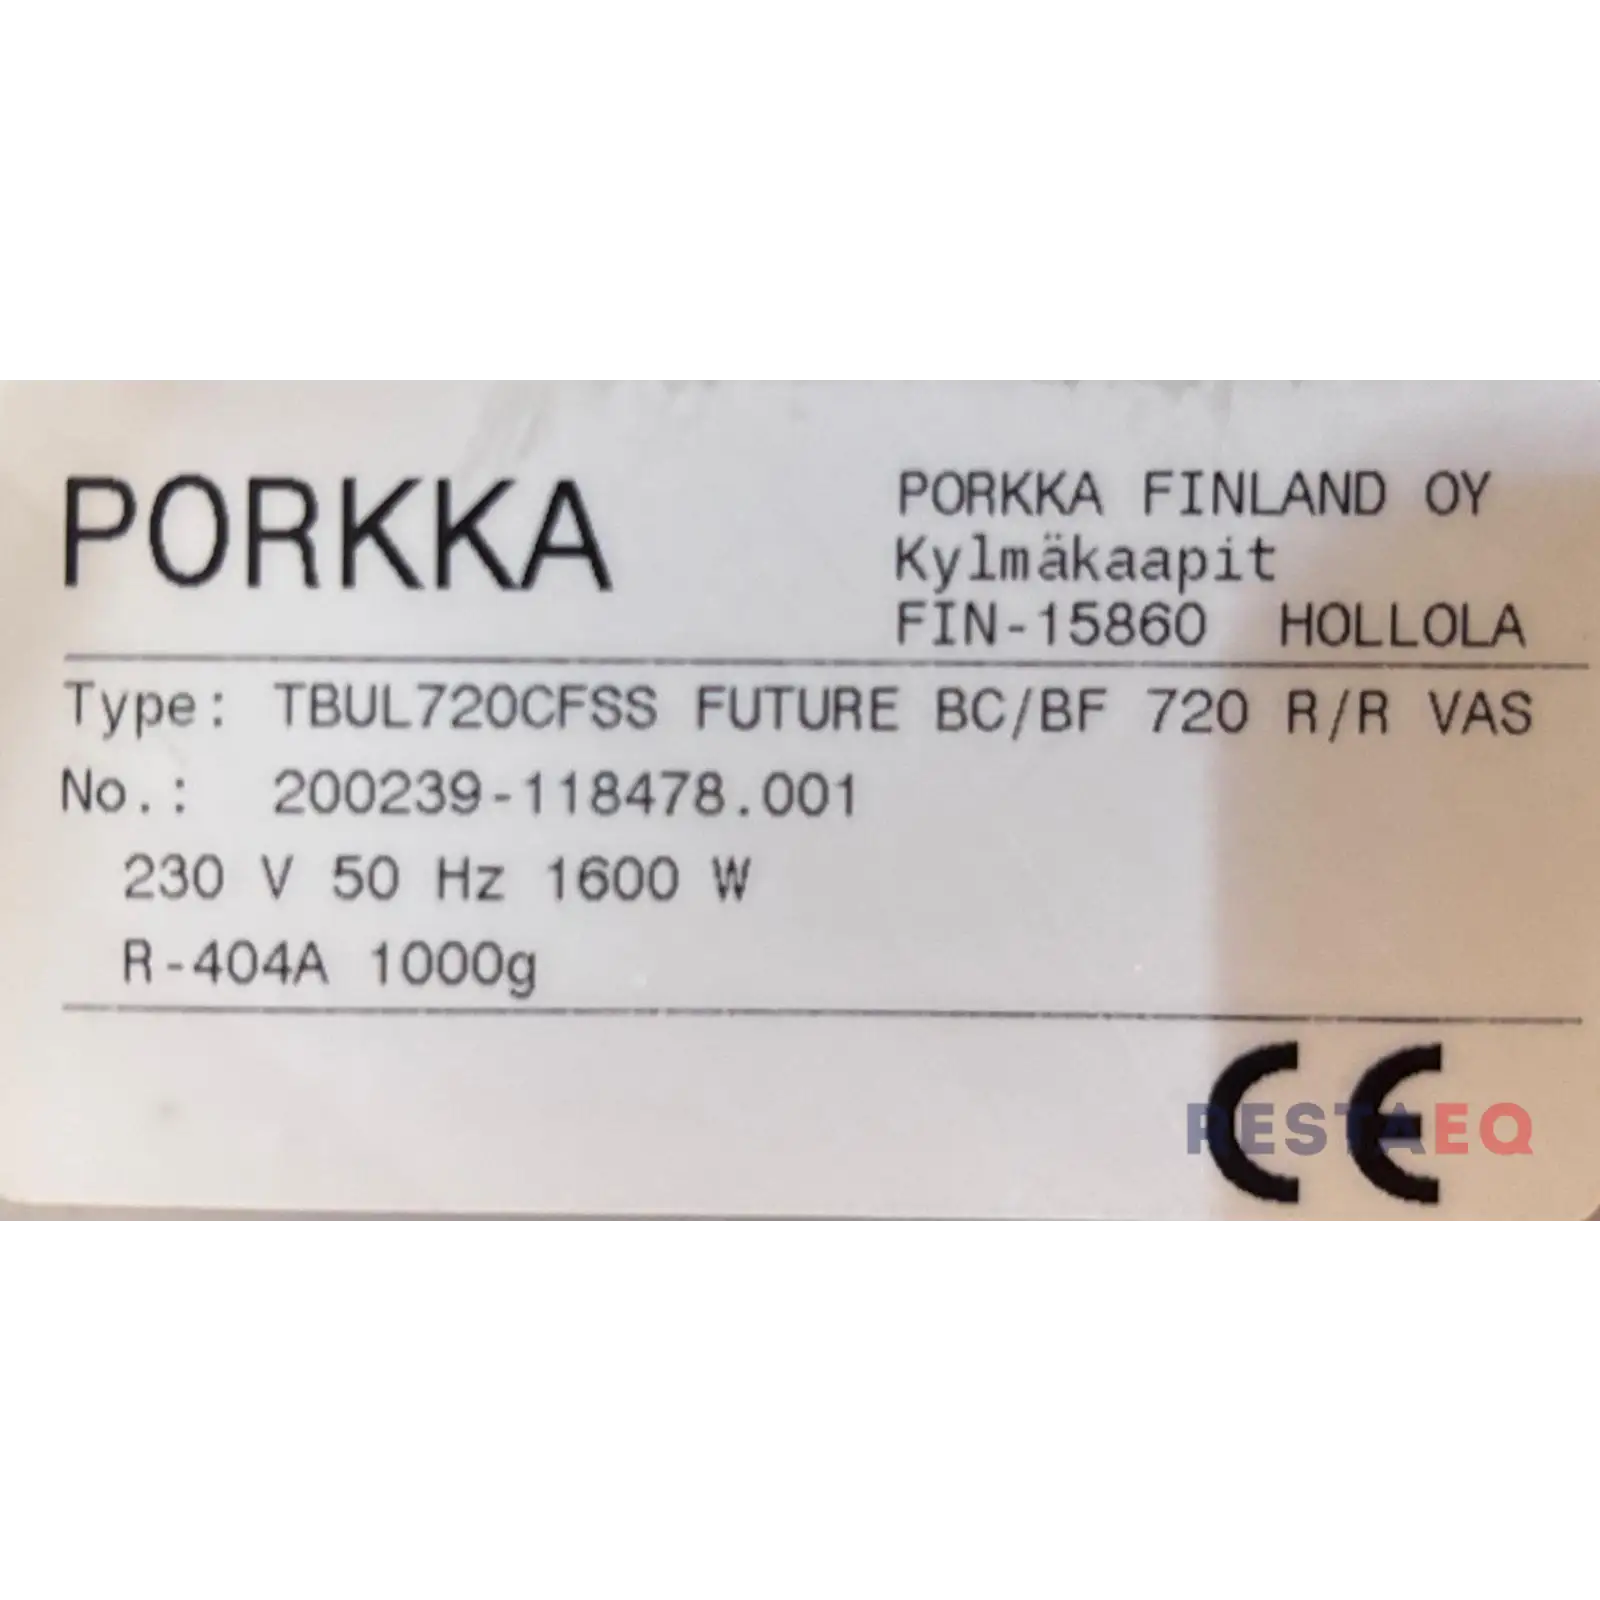 PORKKA
PORKKA FINLAND OY
Kylmäkaapit
FIN-15860 HOLLOLA
Type: TBUL720CFSS FUTURE BC/BF 720 R/R VAS
No.: 200239-118478.001
230 V 50 Hz 1600 W
R-404A 1000g
CE
RESTAEQ